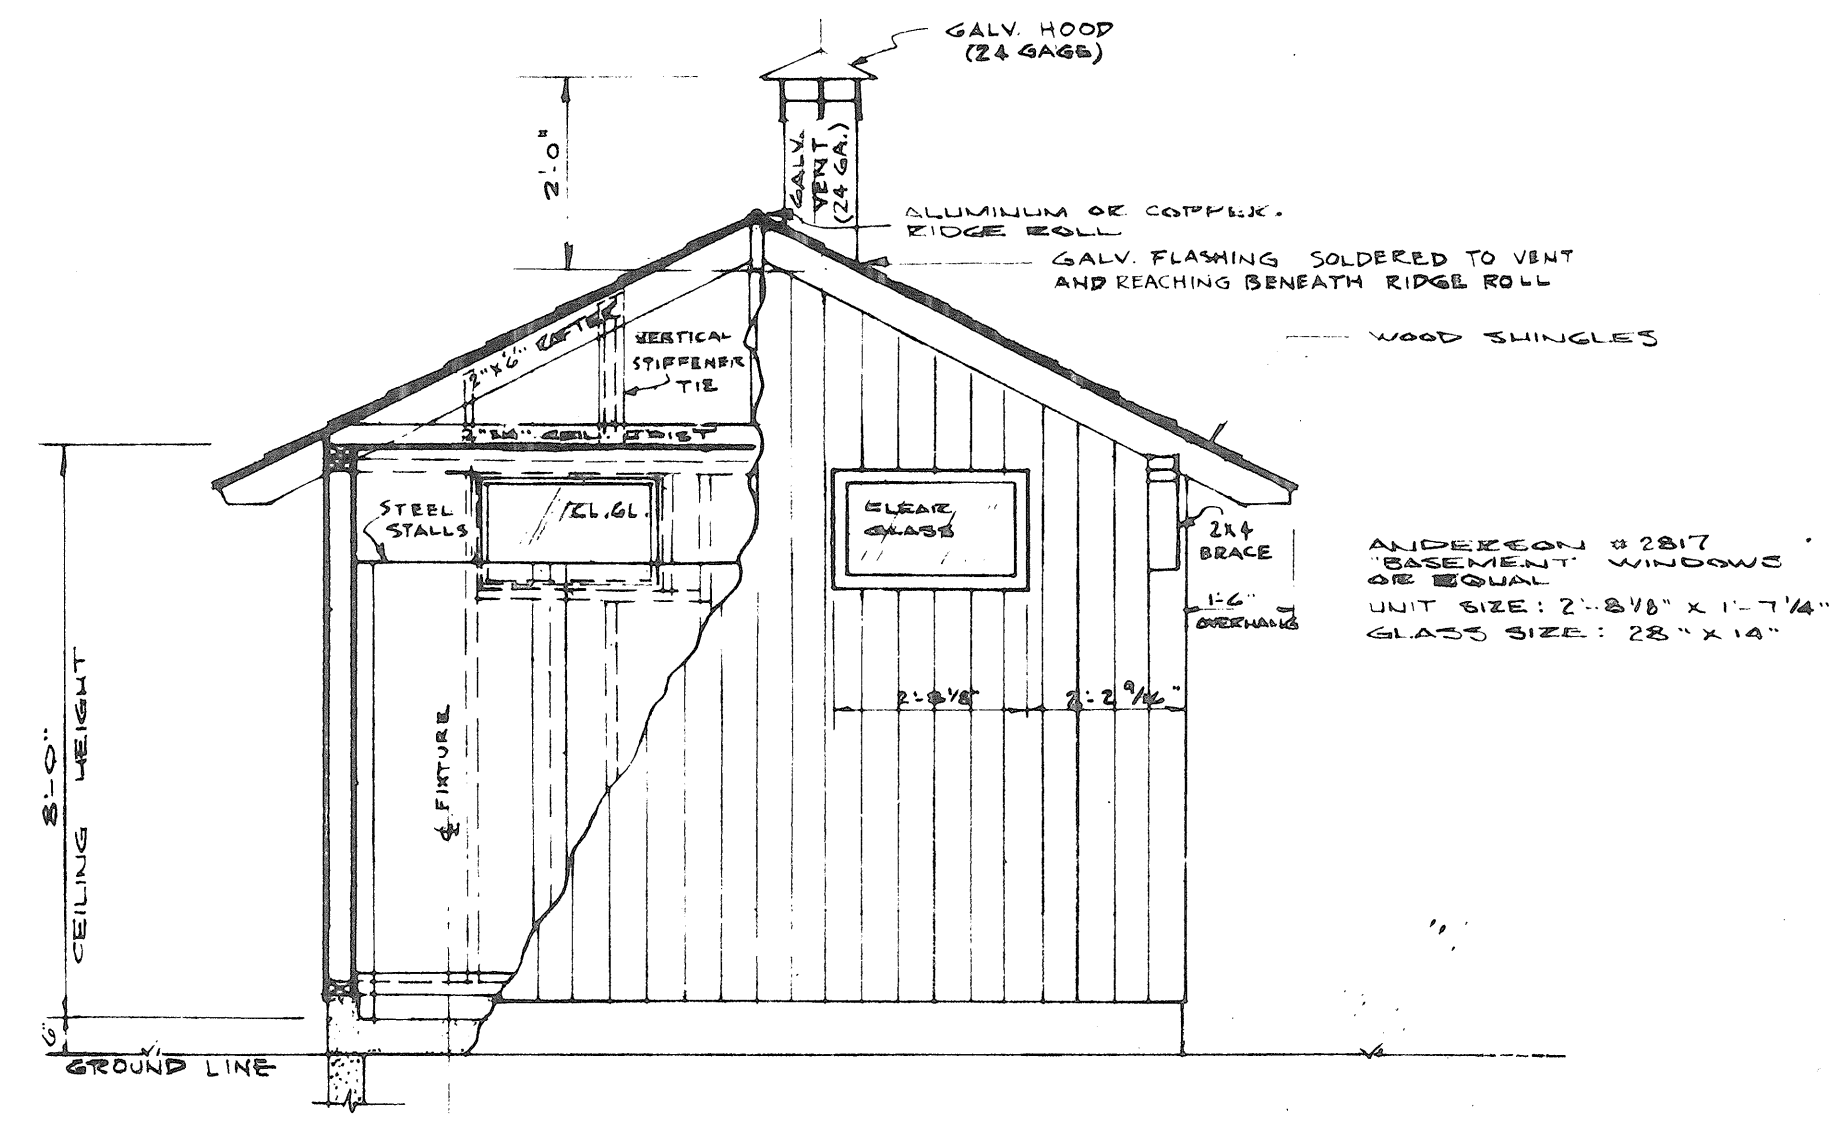 GALV. HOOD
(24 GAGE)
2'-0"
GALV.
VENT
(24 GA.)
ALUMINUM OR COPPER.
RIDGE ROLL
GALV. FLASHING SOLDERED TO VENT
AND REACHING BENEATH RIDGE ROLL
WOOD SHINGLES
2"x6" RAFTER
VERTICAL
STIFFENER
TIE
CEIL. JOIST
STEEL
STALLS
CL. GL.
CLEAR
GLASS
2x4
BRACE
1'-6"
OVERHANG
ANDERSON # 2817
"BASEMENT" WINDOWS
OR EQUAL
UNIT SIZE: 2'-8 1/8" x 1'-7 1/4"
GLASS SIZE: 28" x 14"
2'-8 1/8"
2'-2 9/16"
℄ FIXTURE
8'-0"
CEILING HEIGHT
6"
GROUND LINE